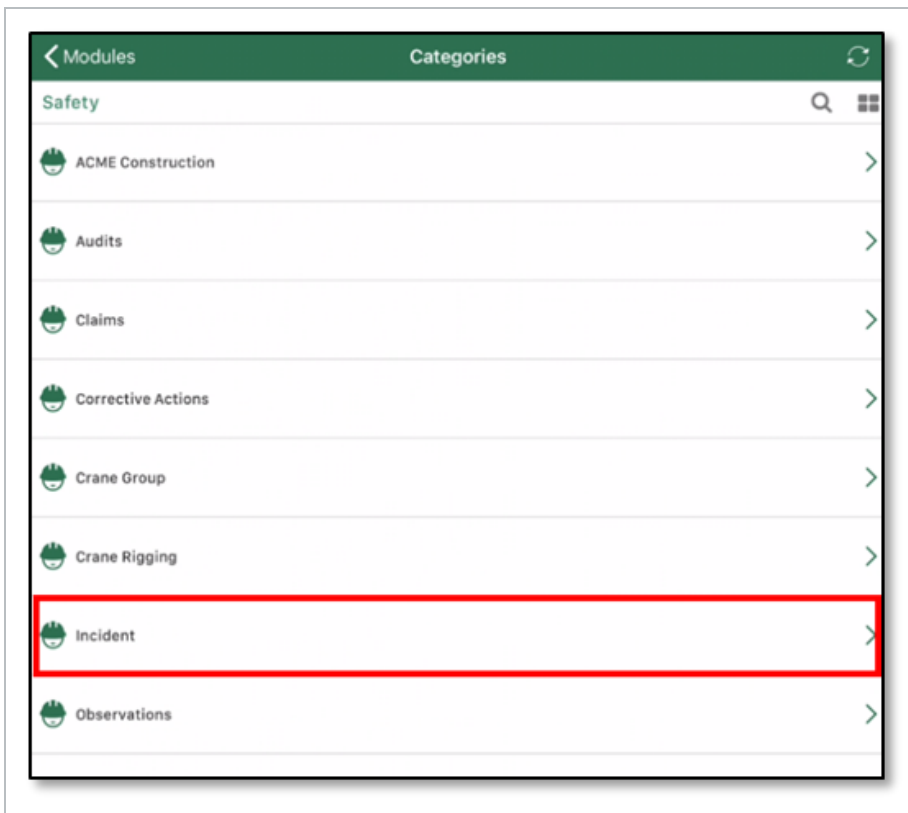 Modules
Categories
Safety
ACME Construction
Audits
Claims
Corrective Actions
Crane Group
Crane Rigging
Incident
Observations